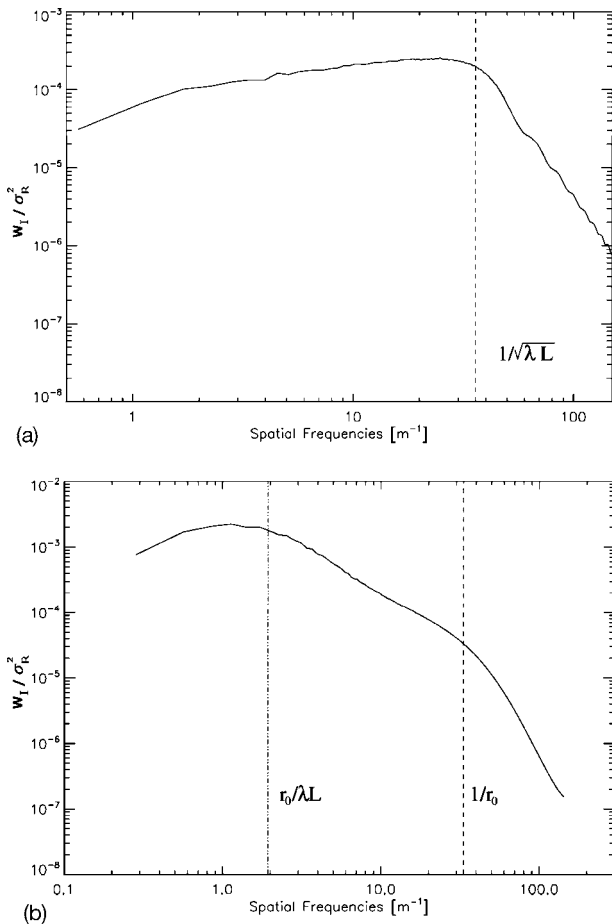 10⁻³
10⁻⁴
10⁻⁵
10⁻⁶
10⁻⁷
10⁻⁸
W_I / σ_R²
1/√λL
1 10 100
Spatial Frequencies [m⁻¹]
(a)
10⁻²
10⁻³
10⁻⁴
10⁻⁵
10⁻⁶
10⁻⁷
10⁻⁸
W_I / σ_R²
r₀/λL 1/r₀
0.1 1.0 10.0 100.0
Spatial Frequencies [m⁻¹]
(b)